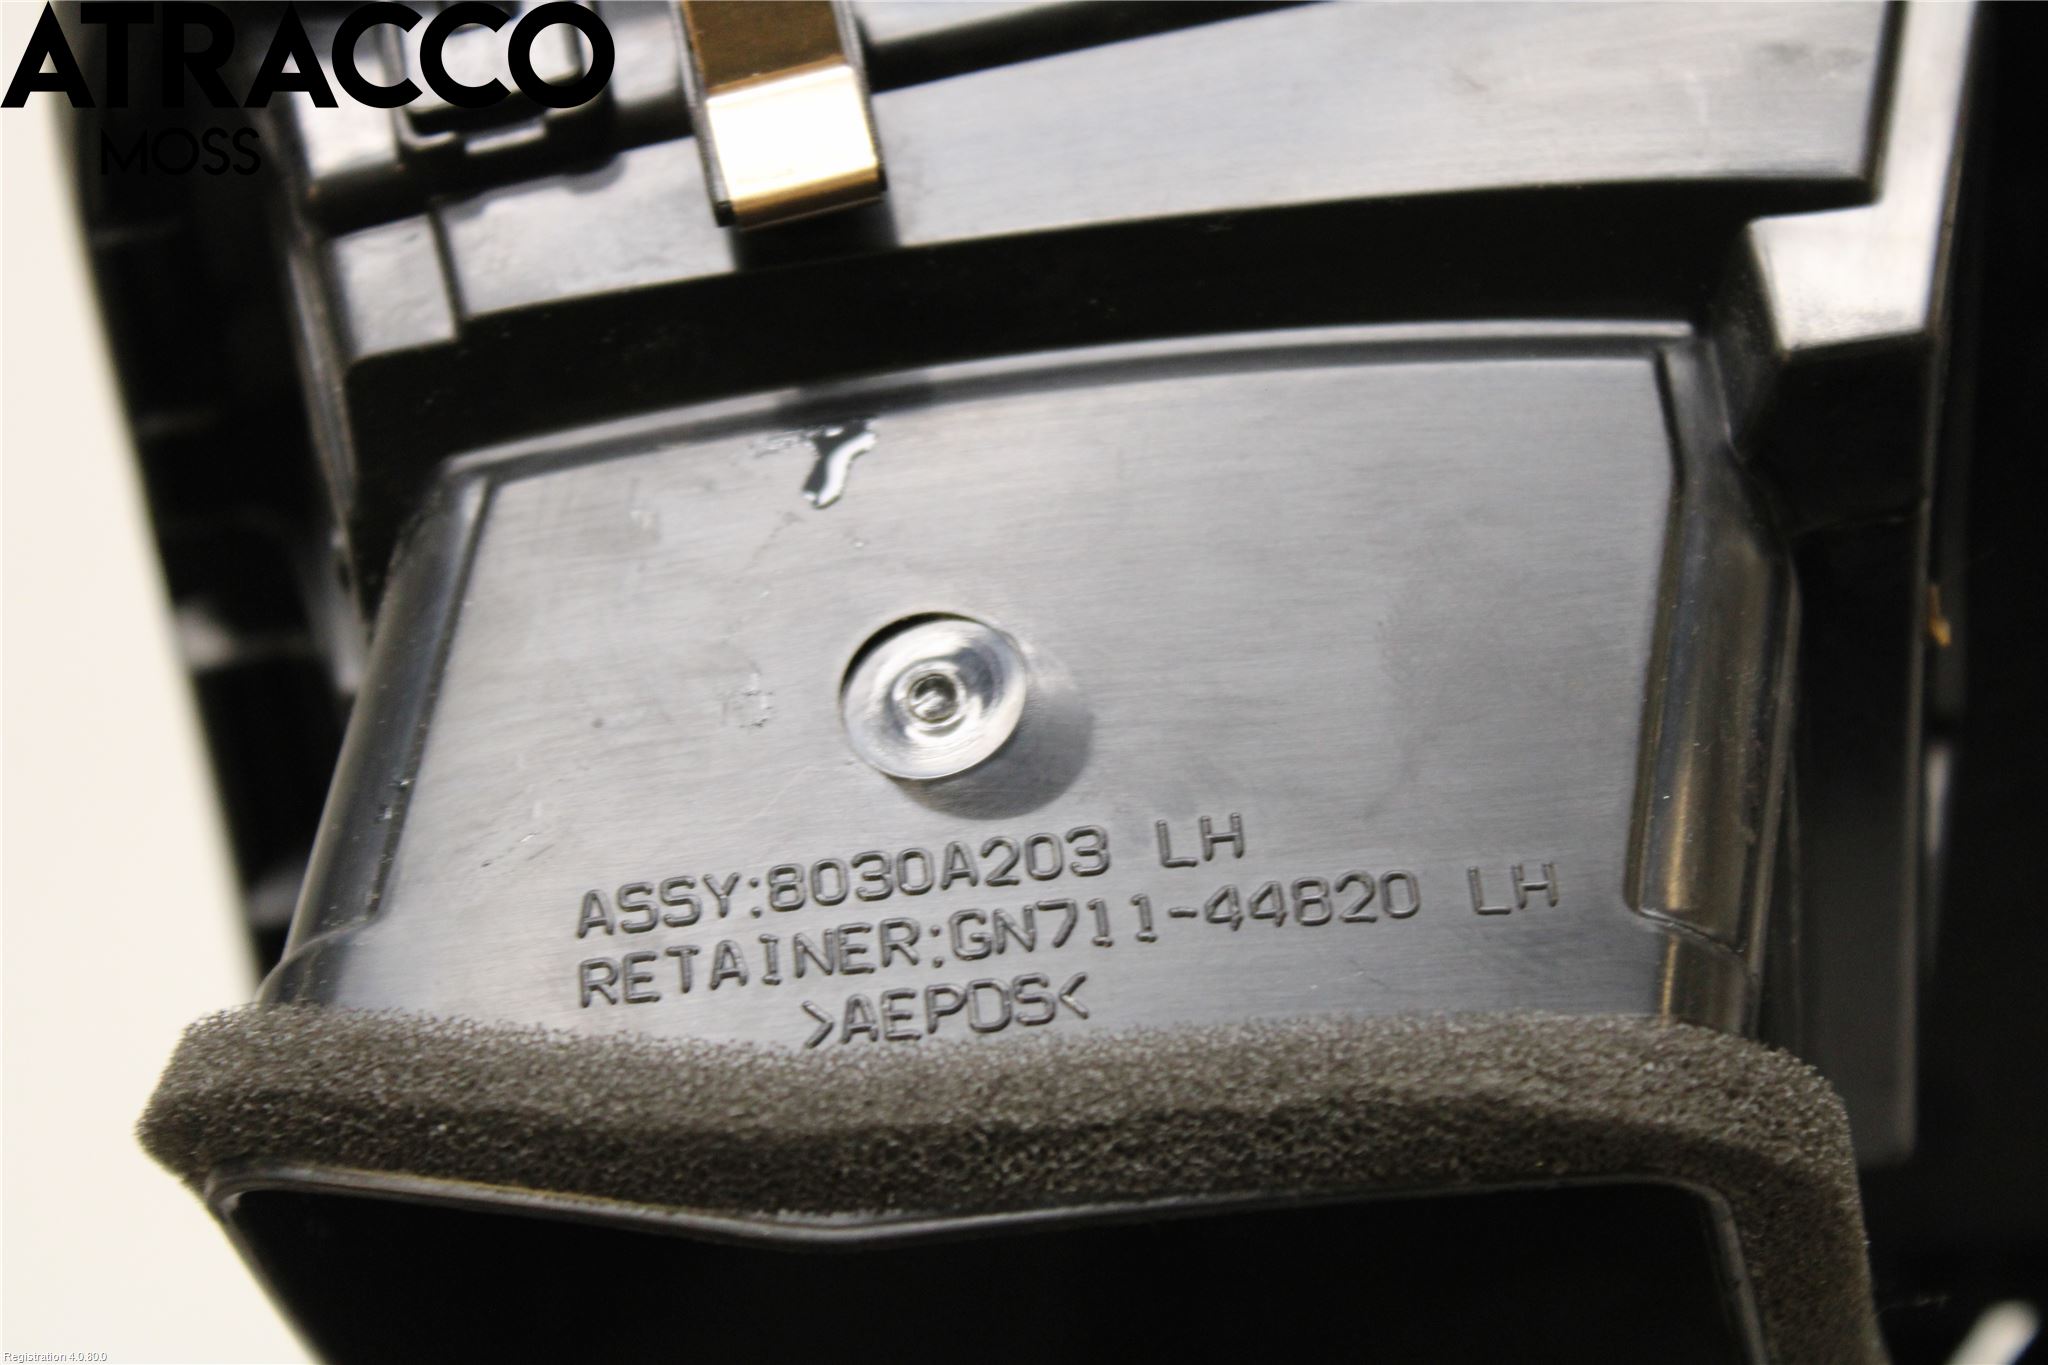 ATRACCO
MOSS
ASSY:8030A203 LH
RETAINER:GN711-44820 LH
>AEPDS<
Registration 4.0.80.0